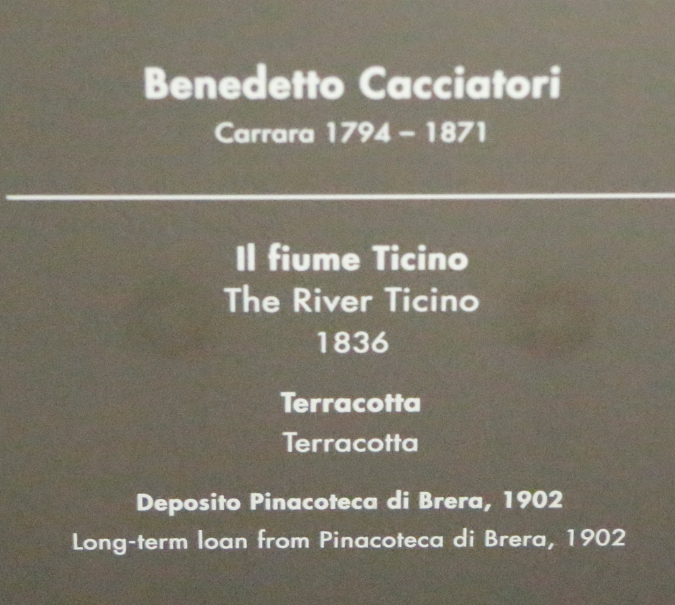 Benedetto Cacciatori
Carrara 1794 – 1871
Il fiume Ticino
The River Ticino
1836
Terracotta
Terracotta
Deposito Pinacoteca di Brera, 1902
Long-term loan from Pinacoteca di Brera, 1902